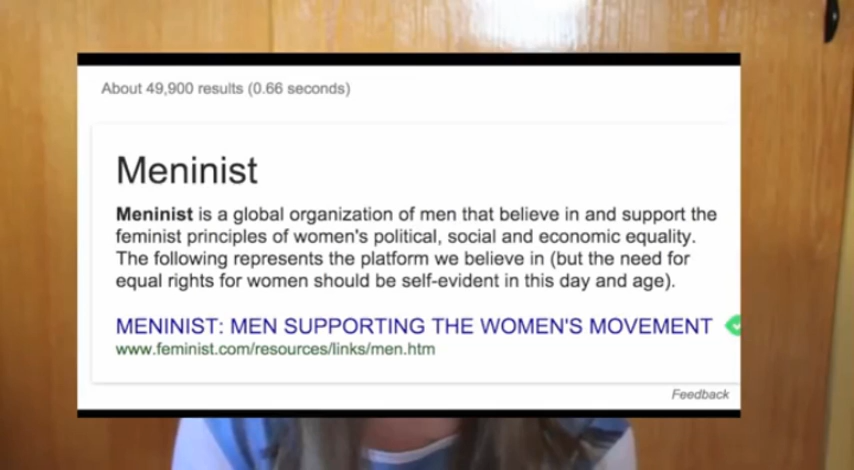 About 49,900 results (0.66 seconds)
Meninist
Meninist is a global organization of men that believe in and support the
feminist principles of women's political, social and economic equality.
The following represents the platform we believe in (but the need for
equal rights for women should be self-evident in this day and age).
MENINIST: MEN SUPPORTING THE WOMEN'S MOVEMENT
www.feminist.com/resources/links/men.htm
Feedback